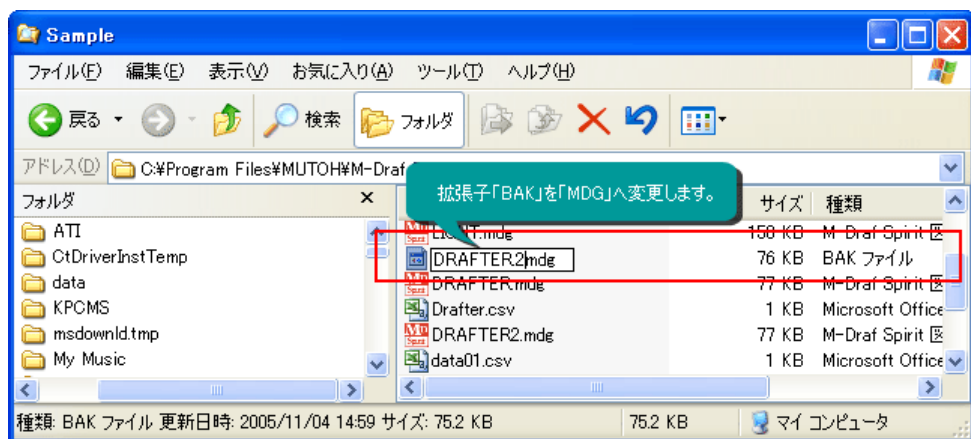 Sample
ファイル(F) 編集(E) 表示(V) お気に入り(A) ツール(T) ヘルプ(H)
戻る 検索 フォルダ
アドレス(D) C:¥Program Files¥MUTOH¥M-Draf
拡張子「BAK」を「MDG」へ変更します。
フォルダ × サイズ 種類
ATI 158 KB M-Draf Spirit 図
CtDriverInstTemp DRAFTER2mdg 76 KB BAK ファイル
data DRAFTER.mdg 77 KB M-Draf Spirit 図
KPCMS Drafter.csv 1 KB Microsoft Office
msdownld.tmp DRAFTER2.mdg 77 KB M-Draf Spirit 図
My Music data01.csv 1 KB Microsoft Office
種類: BAK ファイル 更新日時: 2005/11/04 14:59 サイズ: 75.2 KB 75.2 KB マイ コンピュータ